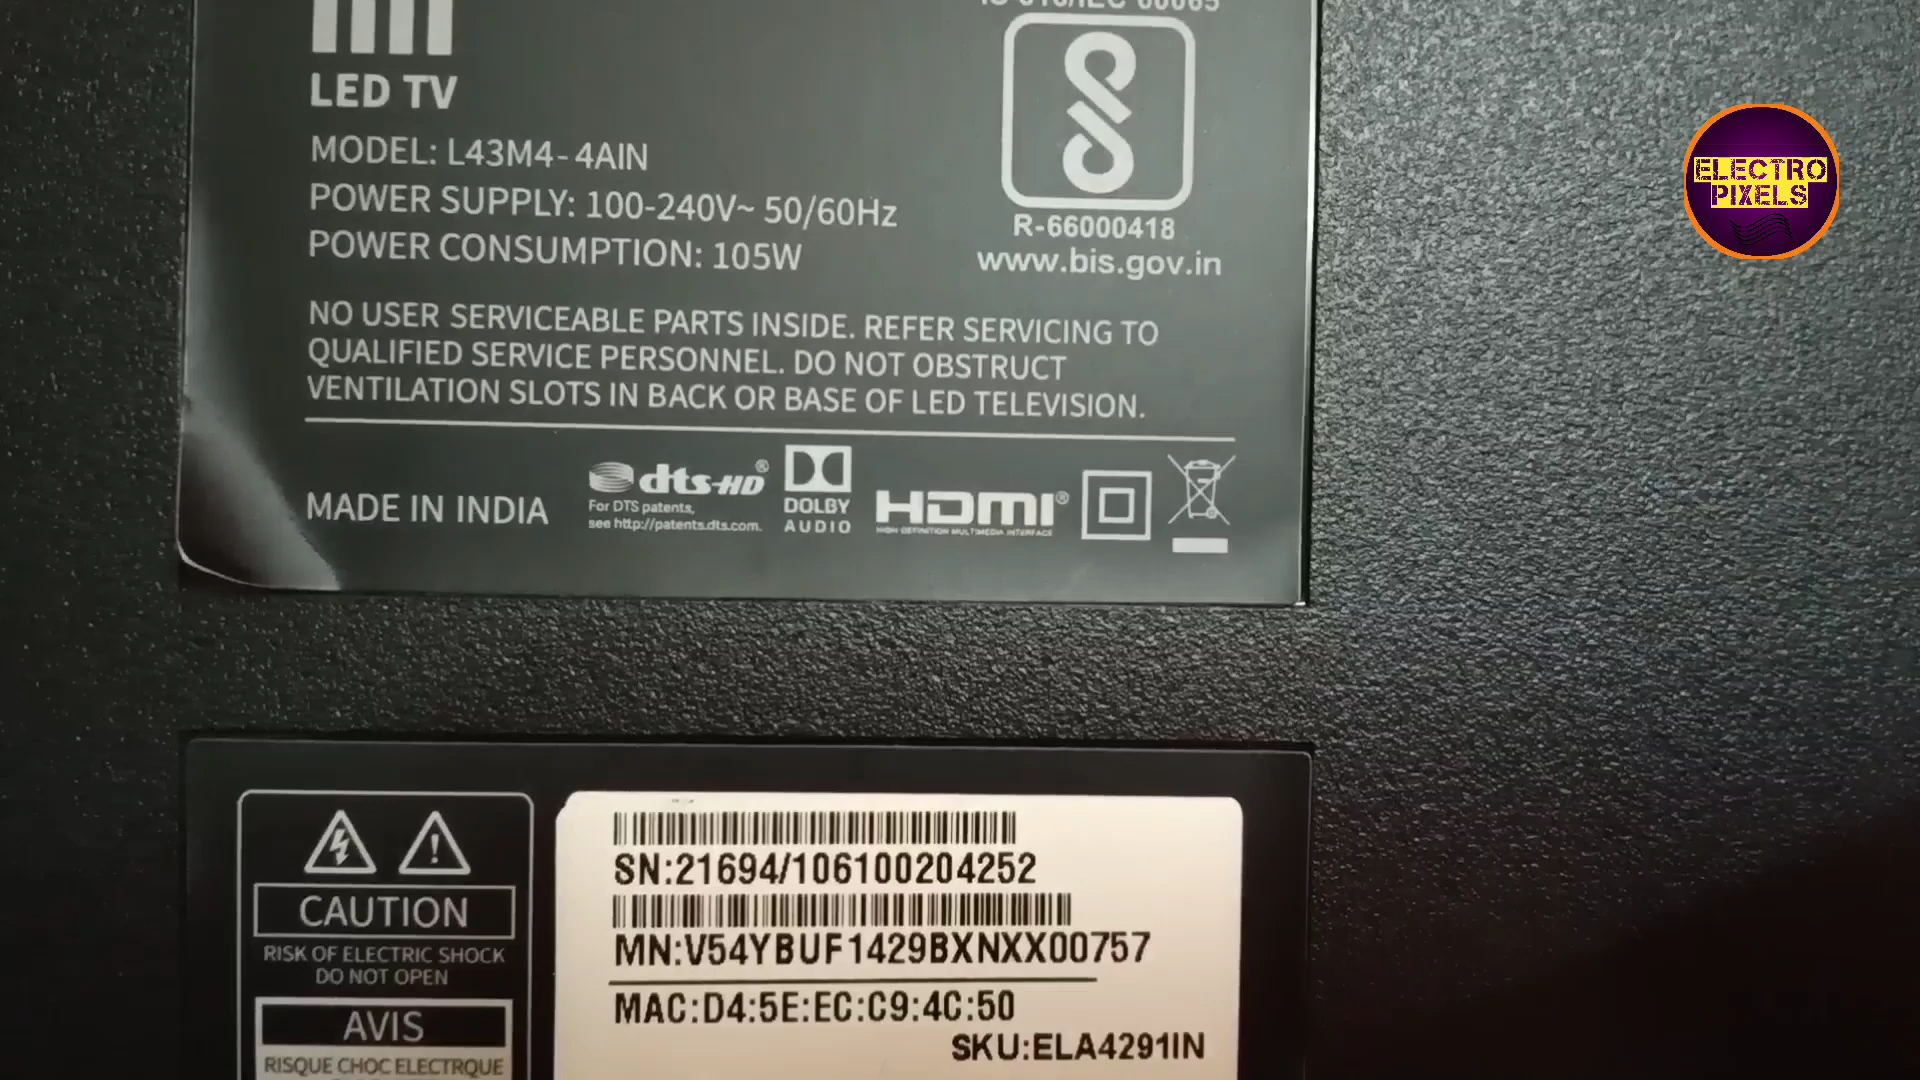 LED TV
MODEL: L43M4-4AIN
POWER SUPPLY: 100-240V~ 50/60Hz
POWER CONSUMPTION: 105W
R-66000418
www.bis.gov.in
NO USER SERVICEABLE PARTS INSIDE. REFER SERVICING TO
QUALIFIED SERVICE PERSONNEL. DO NOT OBSTRUCT
VENTILATION SLOTS IN BACK OR BASE OF LED TELEVISION.
MADE IN INDIA
dts-HD®
For DTS patents,
see http://patents.dts.com.
DOLBY
AUDIO
HDMI®
HIGH DEFINITION MULTIMEDIA INTERFACE
ELECTRO
PIXELS
CAUTION
RISK OF ELECTRIC SHOCK
DO NOT OPEN
AVIS
RISQUE CHOC ELECTRQUE
SN:21694/106100204252
MN:V54YBUF1429BXNXX00757
MAC:D4:5E:EC:C9:4C:50
SKU:ELA4291IN